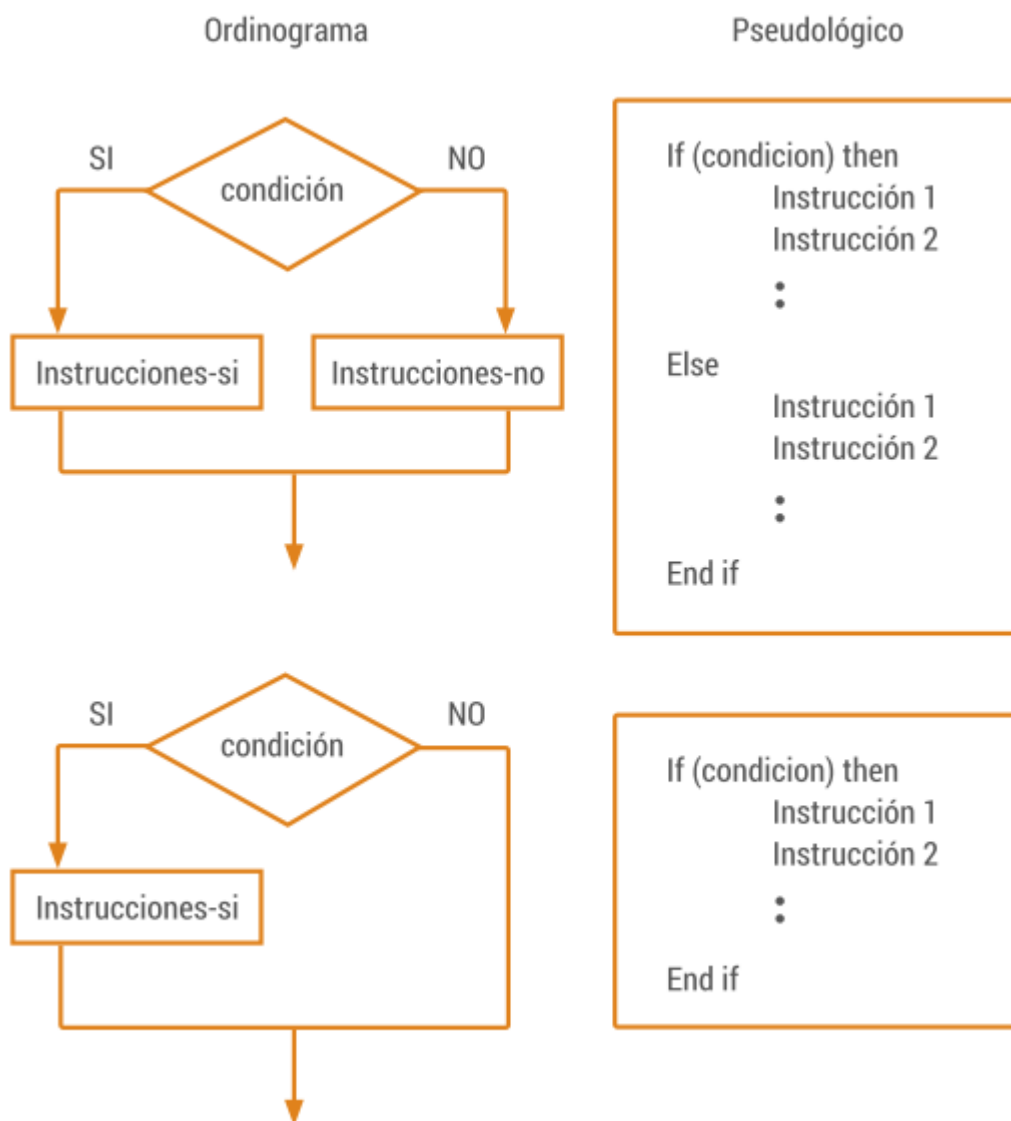 Ordinograma
Pseudológico
SI
NO
condición
Instrucciones-si
Instrucciones-no
If (condicion) then
Instrucción 1
Instrucción 2
Else
Instrucción 1
Instrucción 2
End if
SI
NO
condición
Instrucciones-si
If (condicion) then
Instrucción 1
Instrucción 2
End if